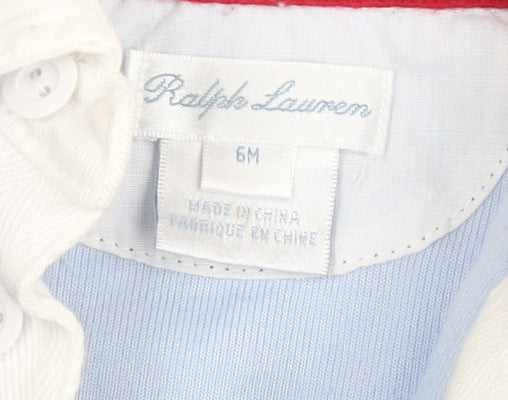 Ralph Lauren
6M
MADE IN CHINA
FABRIQUE EN CHINE